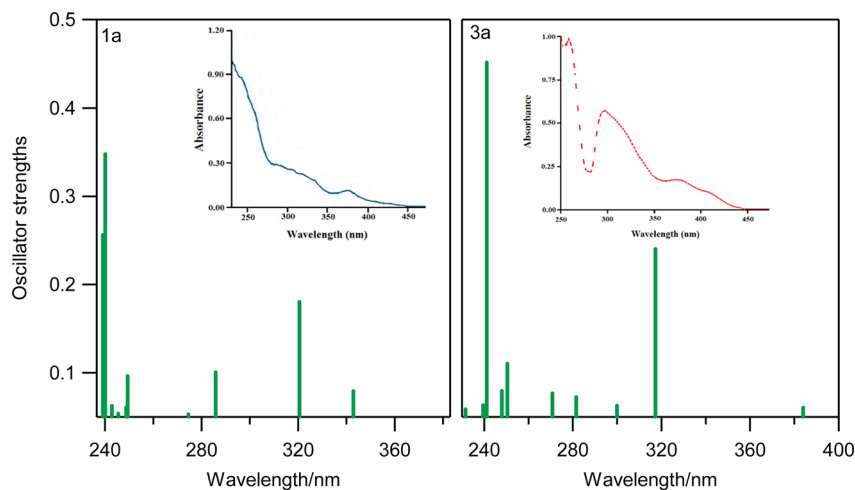 0.5
0.4
0.3
0.2
0.1
Oscillator strengths
1a
1.20
0.90
0.60
0.30
0.00
Absorbance
250 300 350 400 450
Wavelength (nm)
240 280 320 360
Wavelength/nm
3a
1.00
0.75
0.50
0.25
0.00
Absorbance
250 300 350 400 450
Wavelength (nm)
240 280 320 360 400
Wavelength/nm